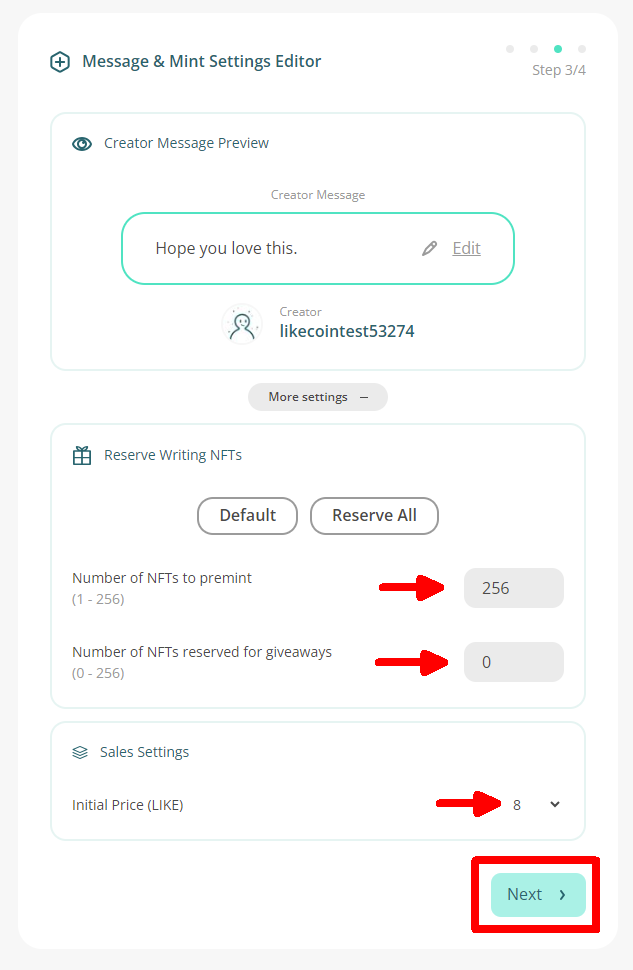 Message & Mint Settings Editor
Step 3/4
Creator Message Preview
Creator Message
Hope you love this.
Edit
Creator
likecointest53274
More settings −
Reserve Writing NFTs
Default
Reserve All
Number of NFTs to premint
(1 - 256)
256
Number of NFTs reserved for giveaways
(0 - 256)
0
Sales Settings
Initial Price (LIKE)
8
Next